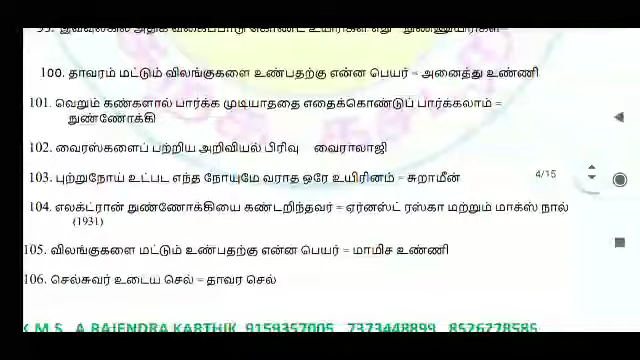 100. தாவரம் மட்டும் விலங்குகளை உண்பதற்கு என்ன பெயர் = அனைத்து உண்ணி
101. வெறும் கண்களால் பார்க்க முடியாததை எதைக்கொண்டுப் பார்க்கலாம் =
நுண்ணோக்கி
102. வைரஸ்களைப் பற்றிய அறிவியல் பிரிவு வைராலாஜி
103. புற்றுநோய் உட்பட எந்த நோயுமே வராத ஒரே உயிரினம் = சுறாமீன்
4/15
104. எலக்ட்ரான் நுண்ணோக்கியை கண்டறிந்தவர் = ஏர்னஸ்ட் ரஸ்கா மற்றும் மாக்ஸ் நால்
(1931)
105. விலங்குகளை மட்டும் உண்பதற்கு என்ன பெயர் = மாமிச உண்ணி
106. செல்சுவர் உடைய செல் = தாவர செல்
K.M.S. A.RAJENDRA KARTHIK 9159357005 7373448899 8526278585